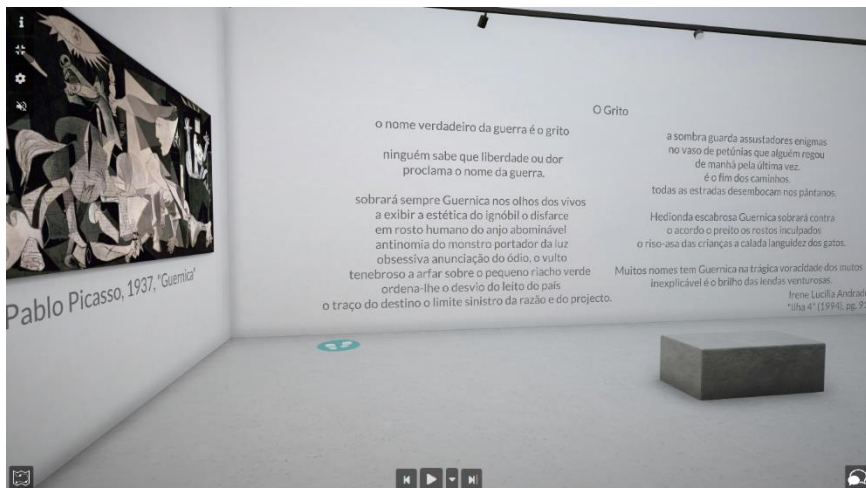 Pablo Picasso, 1937, "Guernica"
O Grito
o nome verdadeiro da guerra é o grito
ninguém sabe que liberdade ou dor
proclama o nome da guerra.
sobrará sempre Guernica nos olhos dos vivos
a exibir a estética do ignóbil o disfarce
em rosto humano do anjo abominável
antinomia do monstro portador da luz
obsessiva anunciação do ódio, o vulto
tenebroso a arfar sobre o pequeno riacho verde
ordena-lhe o desvio do leito do país
o traço do destino o limite sinistro da razão e do projecto.
a sombra guarda assustadores enigmas
no vaso de petúnias que alguém regou
de manhã pela última vez.
é o fim dos caminhos.
todas as estradas desembocam nos pântanos.
Hedionda escabrosa Guernica sobrará contra
o acordo o preito os rostos inculpados
o riso-asa das crianças a calada languidez dos gatos.
Muitos nomes tem Guernica na trágica voracidade dos mutos
inexplicável é o brilho das lendas venturosas.
Irene Lucília Andrade
"Ilha 4" (1994), pg.